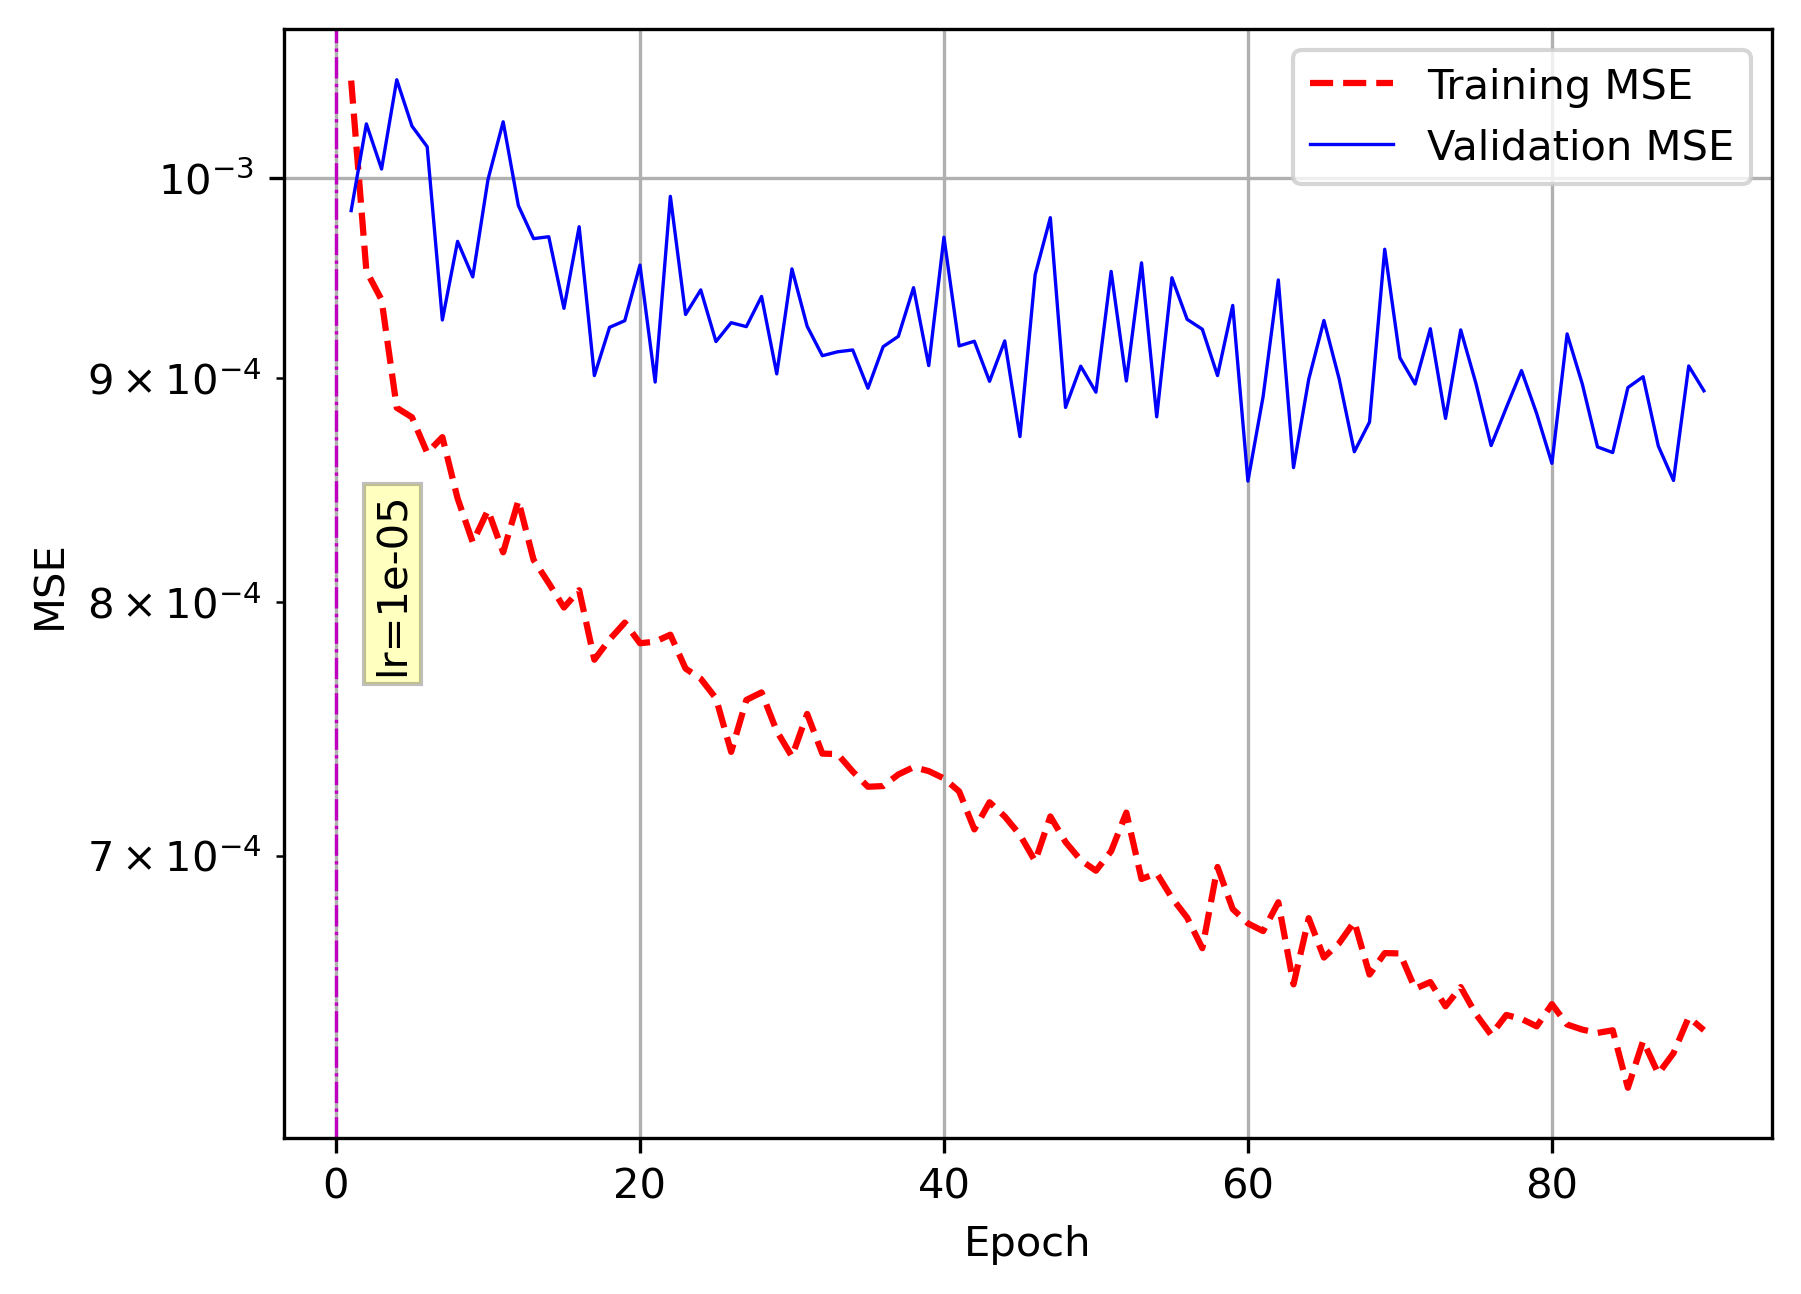 Training MSE
Validation MSE
10⁻³
9 × 10⁻⁴
8 × 10⁻⁴
7 × 10⁻⁴
MSE
lr=1e-05
0 20 40 60 80
Epoch